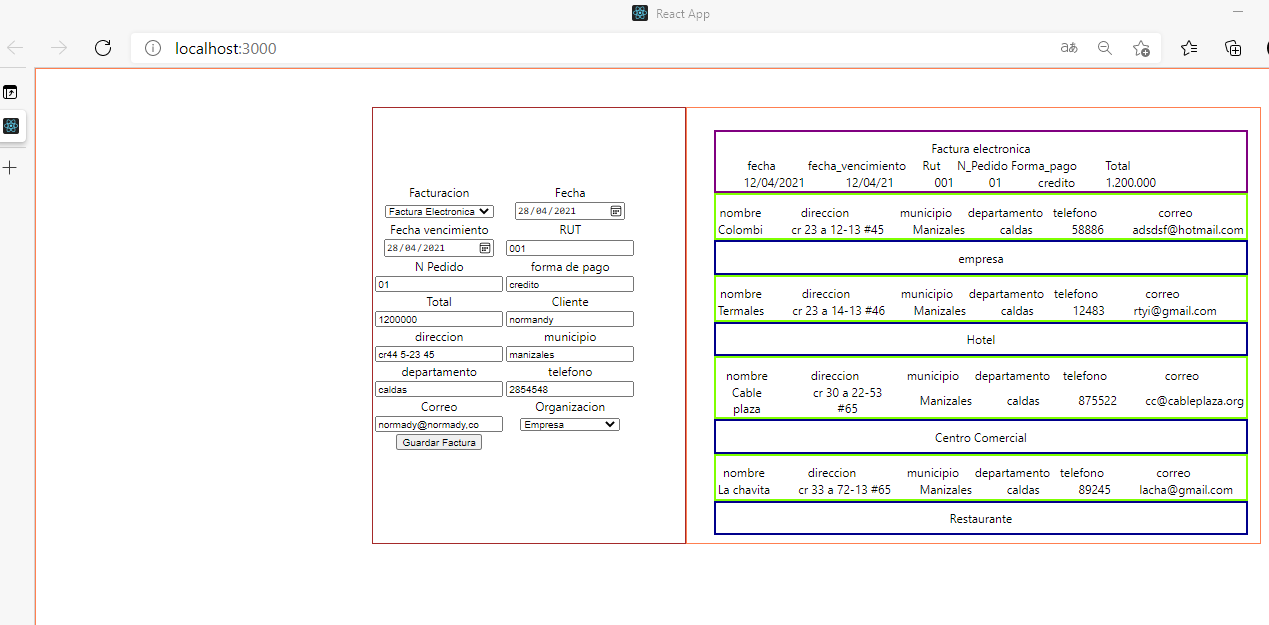 React App
localhost:3000
aあ
Facturacion Fecha
Factura Electronica 28/04/2021
Fecha vencimiento RUT
28/04/2021 001
N Pedido forma de pago
01 credito
Total Cliente
1200000 normandy
direccion municipio
cr44 5-23 45 manizales
departamento telefono
caldas 2854548
Correo Organizacion
normady@normady.co Empresa
Guardar Factura
Factura electronica
fecha fecha_vencimiento Rut N_Pedido Forma_pago Total
12/04/2021 12/04/21 001 01 credito 1.200.000
nombre direccion municipio departamento telefono correo
Colombi cr 23 a 12-13 #45 Manizales caldas 58886 adsdsf@hotmail.com
empresa
nombre direccion municipio departamento telefono correo
Termales cr 23 a 14-13 #46 Manizales caldas 12483 rtyi@gmail.com
Hotel
nombre direccion municipio departamento telefono correo
Cable plaza cr 30 a 22-53 #65 Manizales caldas 875522 cc@cableplaza.org
Centro Comercial
nombre direccion municipio departamento telefono correo
La chavita cr 33 a 72-13 #65 Manizales caldas 89245 lacha@gmail.com
Restaurante